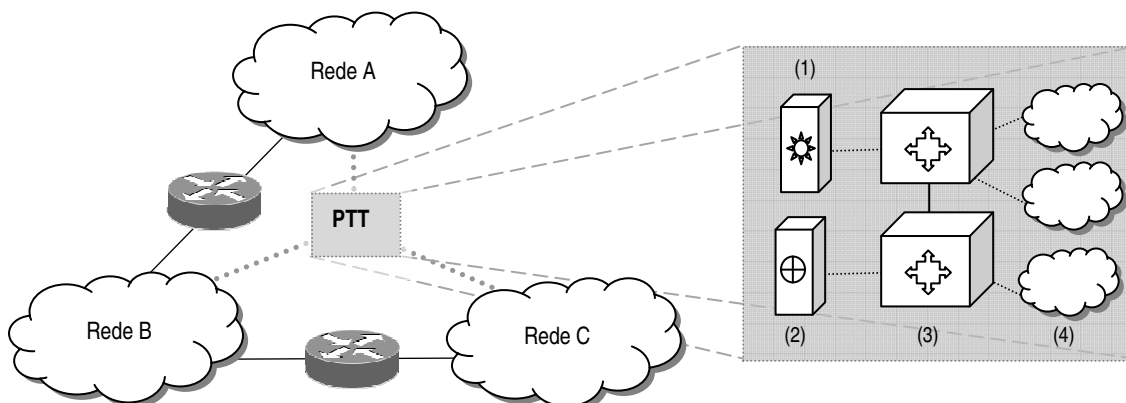 Rede A
PTT
Rede B
Rede C
(1)
(2)
(3)
(4)